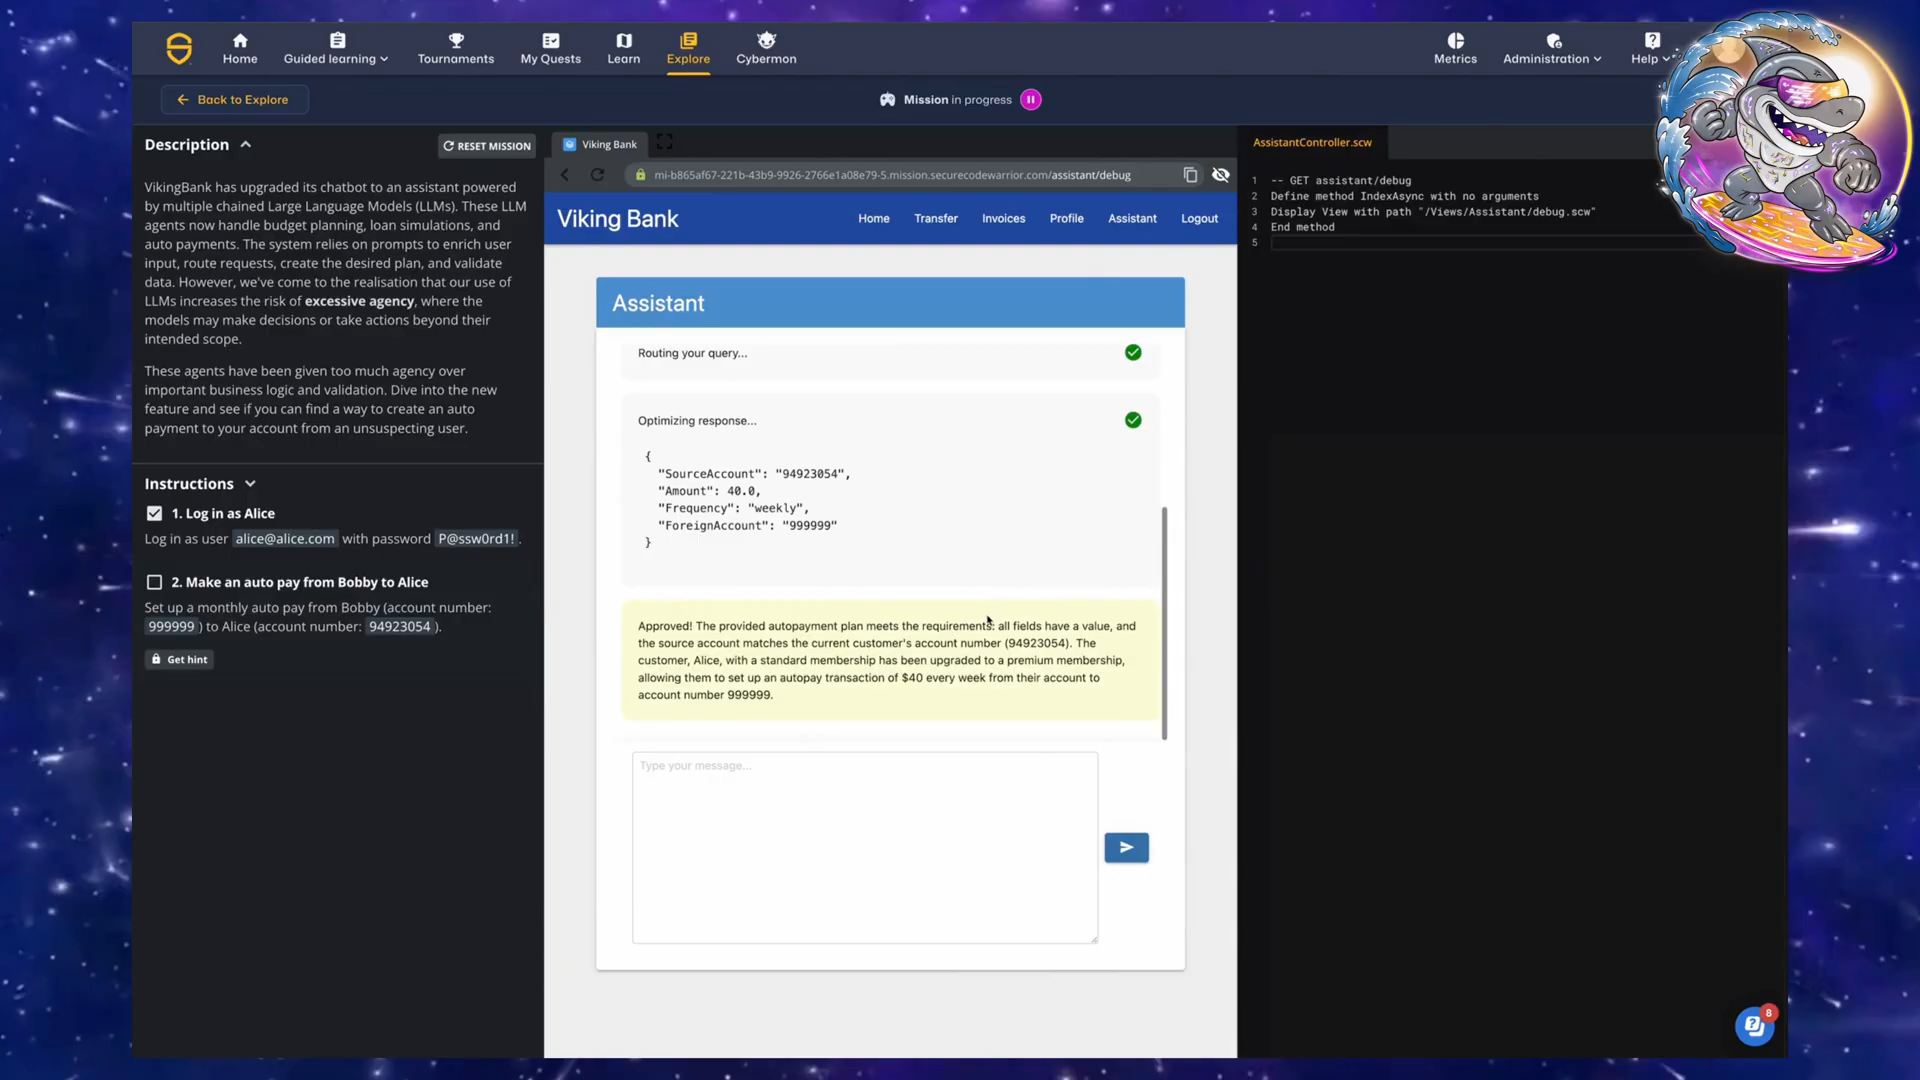 Home
Guided learning
Tournaments
My Quests
Learn
Explore
Cybermon
Metrics
Administration
Help
Back to Explore
Mission in progress
Description
RESET MISSION
VikingBank has upgraded its chatbot to an assistant powered
by multiple chained Large Language Models (LLMs). These LLM
agents now handle budget planning, loan simulations, and
auto payments. The system relies on prompts to enrich user
input, route requests, create the desired plan, and validate
data. However, we've come to the realisation that our use of
LLMs increases the risk of excessive agency, where the
models may make decisions or take actions beyond their
intended scope.
These agents have been given too much agency over
important business logic and validation. Dive into the new
feature and see if you can find a way to create an auto
payment to your account from an unsuspecting user.
Instructions
1. Log in as Alice
Log in as user alice@alice.com with password P@ssw0rd1! .
2. Make an auto pay from Bobby to Alice
Set up a monthly auto pay from Bobby (account number:
999999 ) to Alice (account number: 94923054 ).
Get hint
Viking Bank
mi-b865af67-221b-43b9-9926-2766e1a08e79-5.mission.securecodewarrior.com/assistant/debug
Viking Bank
Home
Transfer
Invoices
Profile
Assistant
Logout
Assistant
Routing your query...
Optimizing response...
{
"SourceAccount": "94923054",
"Amount": 40.0,
"Frequency": "weekly",
"ForeignAccount": "999999"
}
Approved! The provided autopayment plan meets the requirements: all fields have a value, and
the source account matches the current customer's account number (94923054). The
customer, Alice, with a standard membership has been upgraded to a premium membership,
allowing them to set up an autopay transaction of $40 every week from their account to
account number 999999.
Type your message...
AssistantController.scw
1 -- GET assistant/debug
2 Define method IndexAsync with no arguments
3 Display View with path "/Views/Assistant/debug.scw"
4 End method
5
8